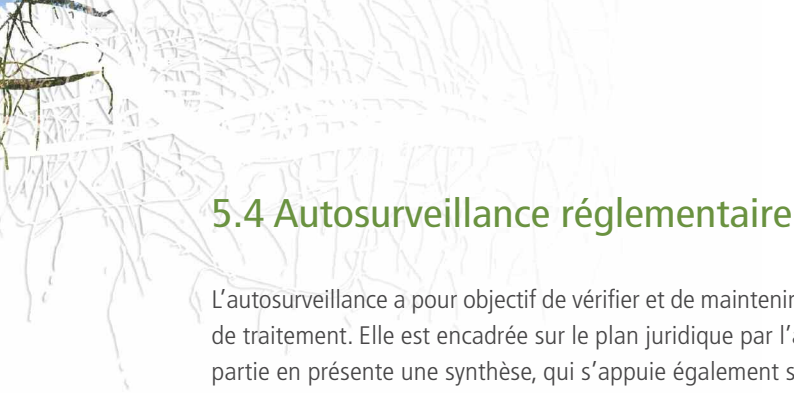 5.4 Autosurveillance réglementaire
L’autosurveillance a pour objectif de vérifier et de maintenir
de traitement. Elle est encadrée sur le plan juridique par l’
partie en présente une synthèse, qui s’appuie également